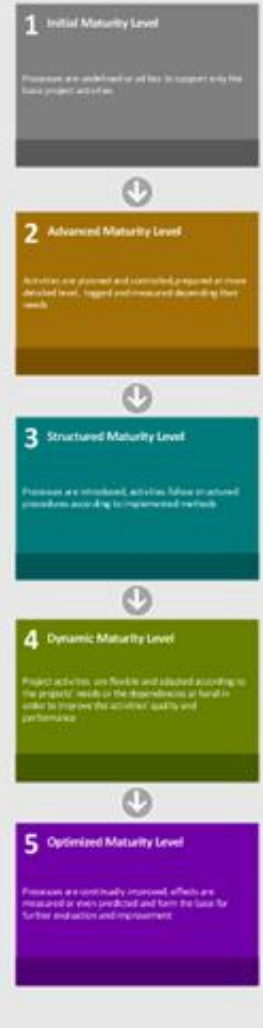 1 Initial Maturity Level
Processes are undefined or ad hoc to support only the
basic project activities
2 Advanced Maturity Level
Activities are planned and controlled, prepared at more
detailed level, logged and measured depending their
needs
3 Structured Maturity Level
Processes are introduced, activities follow structured
procedures according to implemented methods
4 Dynamic Maturity Level
Project activities are flexible and adapted according to
the projects' needs or the dependencies at hand in
order to improve the activities' quality and
performance
5 Optimized Maturity Level
Processes are continually improved, effects are
measured or even predicted and form the base for
further evaluation and improvement